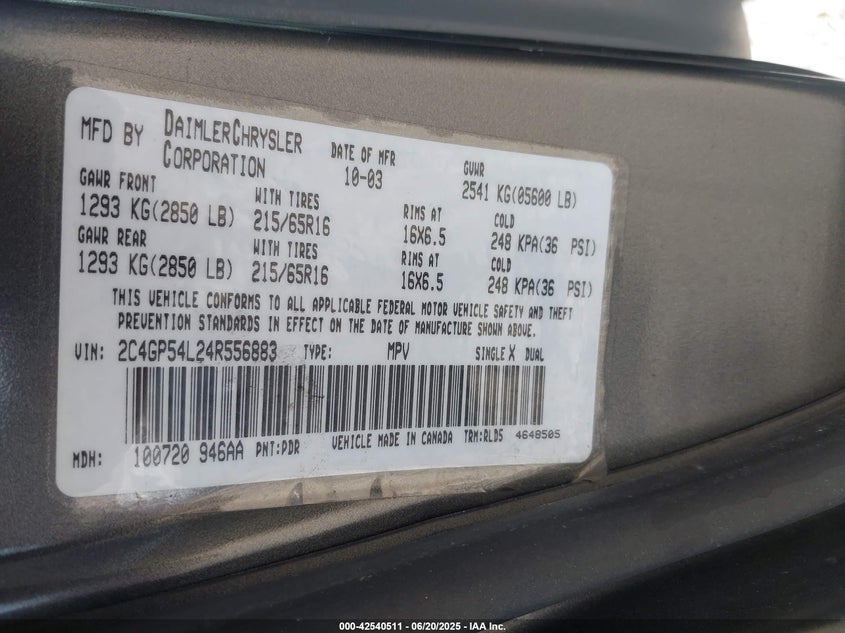 MFD BY DAIMLERCHRYSLER CORPORATION DATE OF MFR 10-03 GVWR 2541 KG(05600 LB)
GAWR FRONT WITH TIRES RIMS AT COLD
1293 KG(2850 LB) 215/65R16 16X6.5 248 KPA(36 PSI)
GAWR REAR WITH TIRES RIMS AT COLD
1293 KG(2850 LB) 215/65R16 16X6.5 248 KPA(36 PSI)
THIS VEHICLE CONFORMS TO ALL APPLICABLE FEDERAL MOTOR VEHICLE SAFETY AND THEFT
PREVENTION STANDARDS IN EFFECT ON THE DATE OF MANUFACTURE SHOWN ABOVE.
VIN: 2C4GP54L24R556883 TYPE: MPV SINGLE X DUAL
MDH: 100720 946AA PNT:PDR VEHICLE MADE IN CANADA TRM:RLD5 4648505
000-42540511 - 06/20/2025 - IAA Inc.